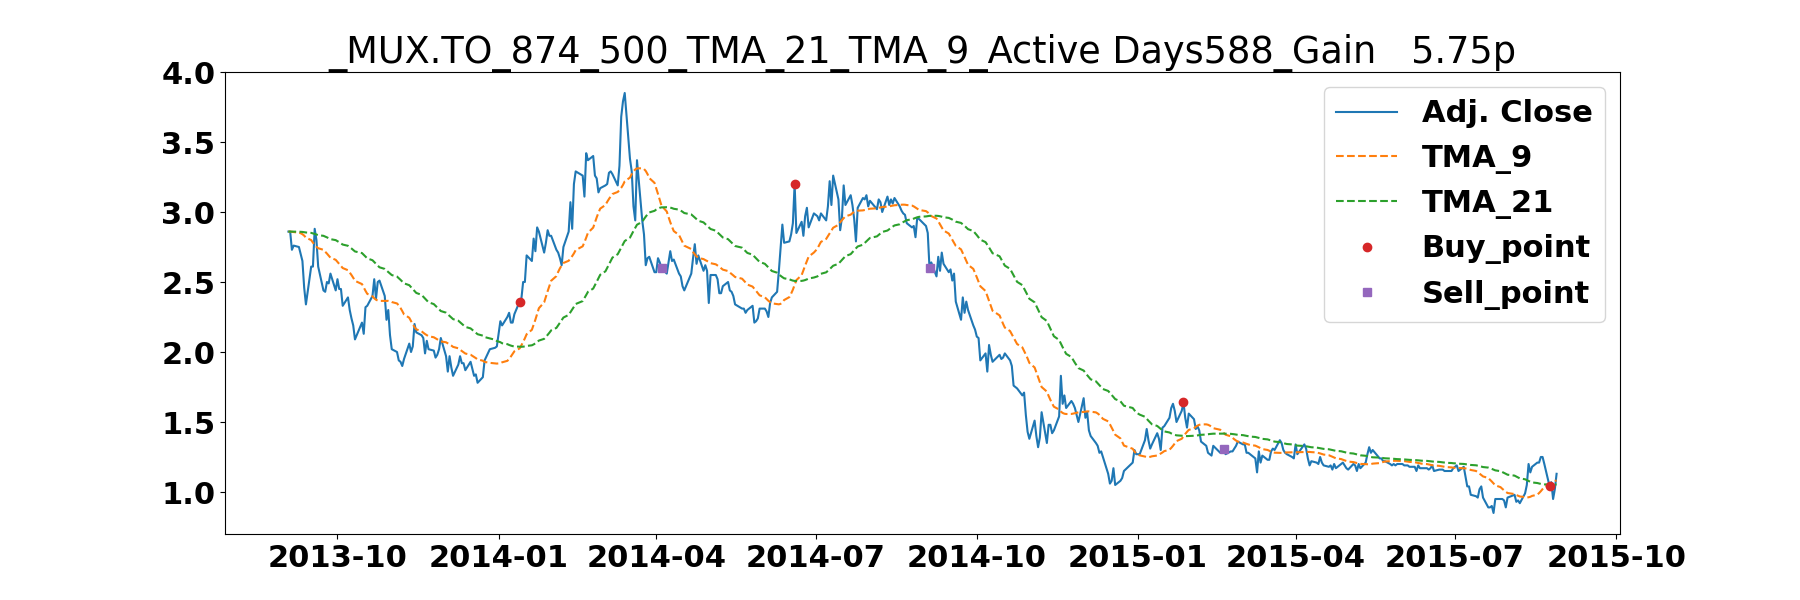 _MUX.TO_874_500_TMA_21_TMA_9_Active Days588_Gain   5.75p
4.0
3.5
3.0
2.5
2.0
1.5
1.0
Adj. Close
TMA_9
TMA_21
Buy_point
Sell_point
2013-10 2014-01 2014-04 2014-07 2014-10 2015-01 2015-04 2015-07 2015-10